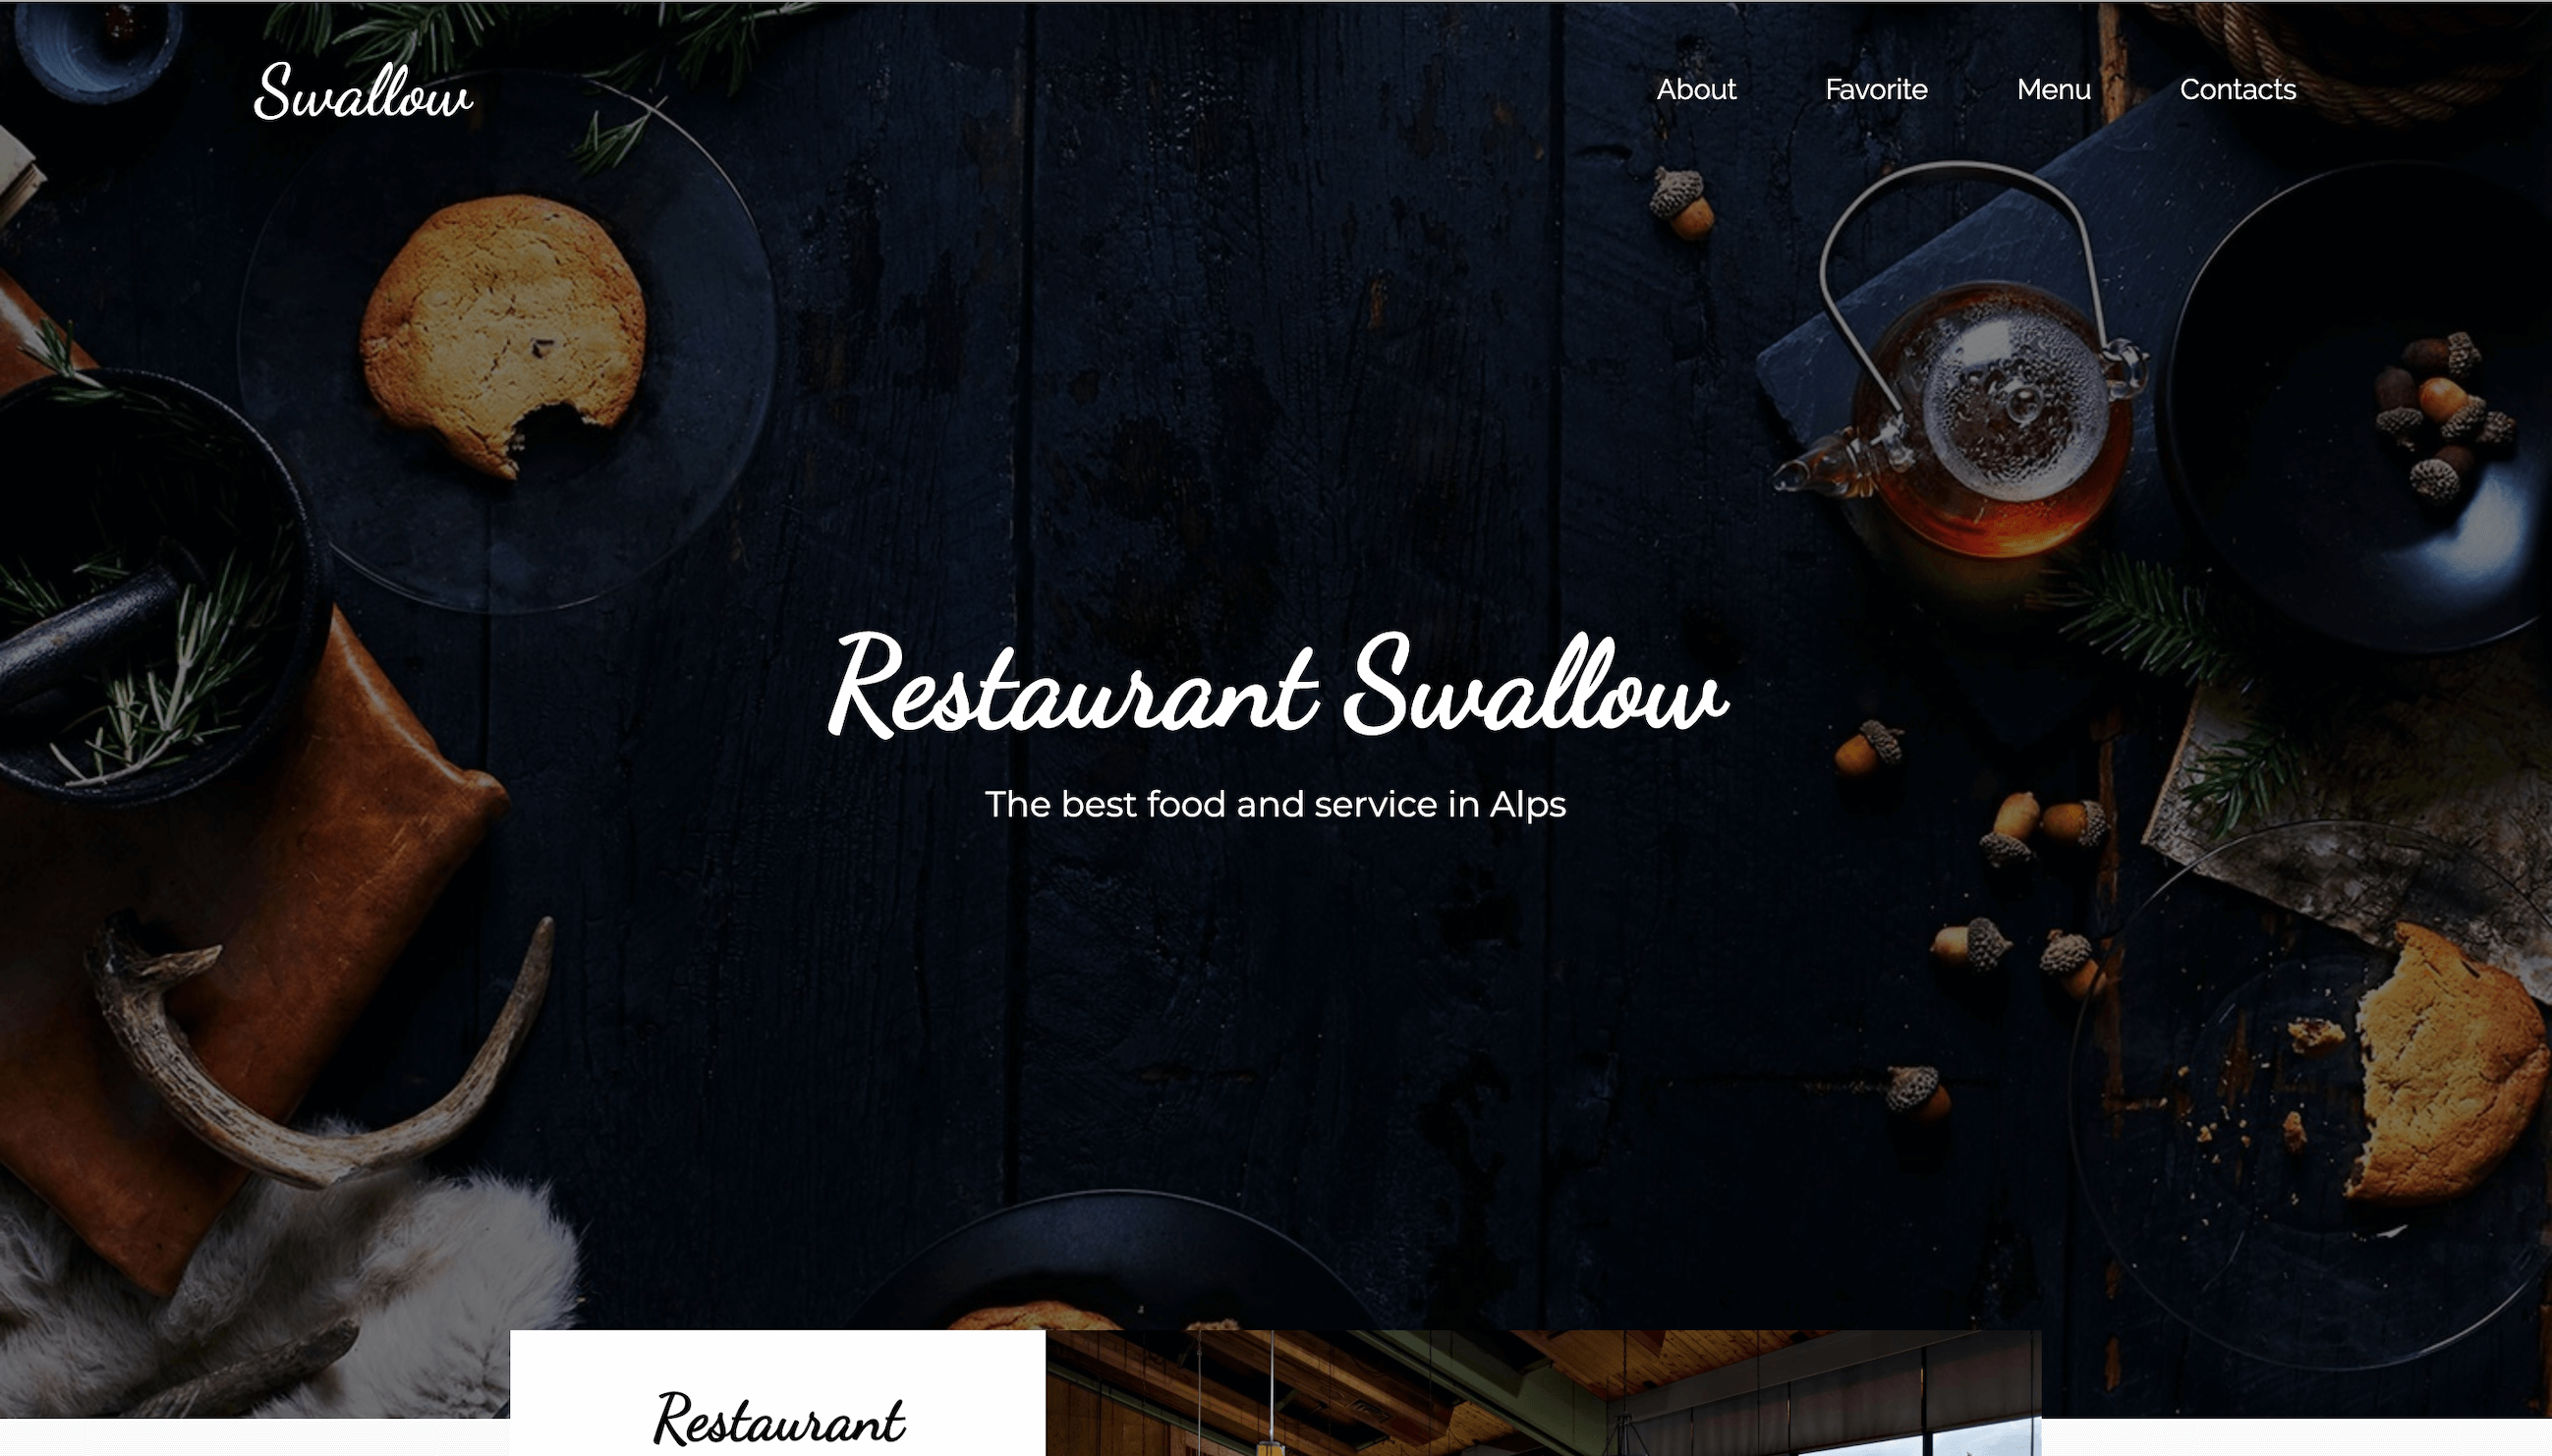 Swallow
About
Favorite
Menu
Contacts
Restaurant Swallow
The best food and service in Alps
Restaurant